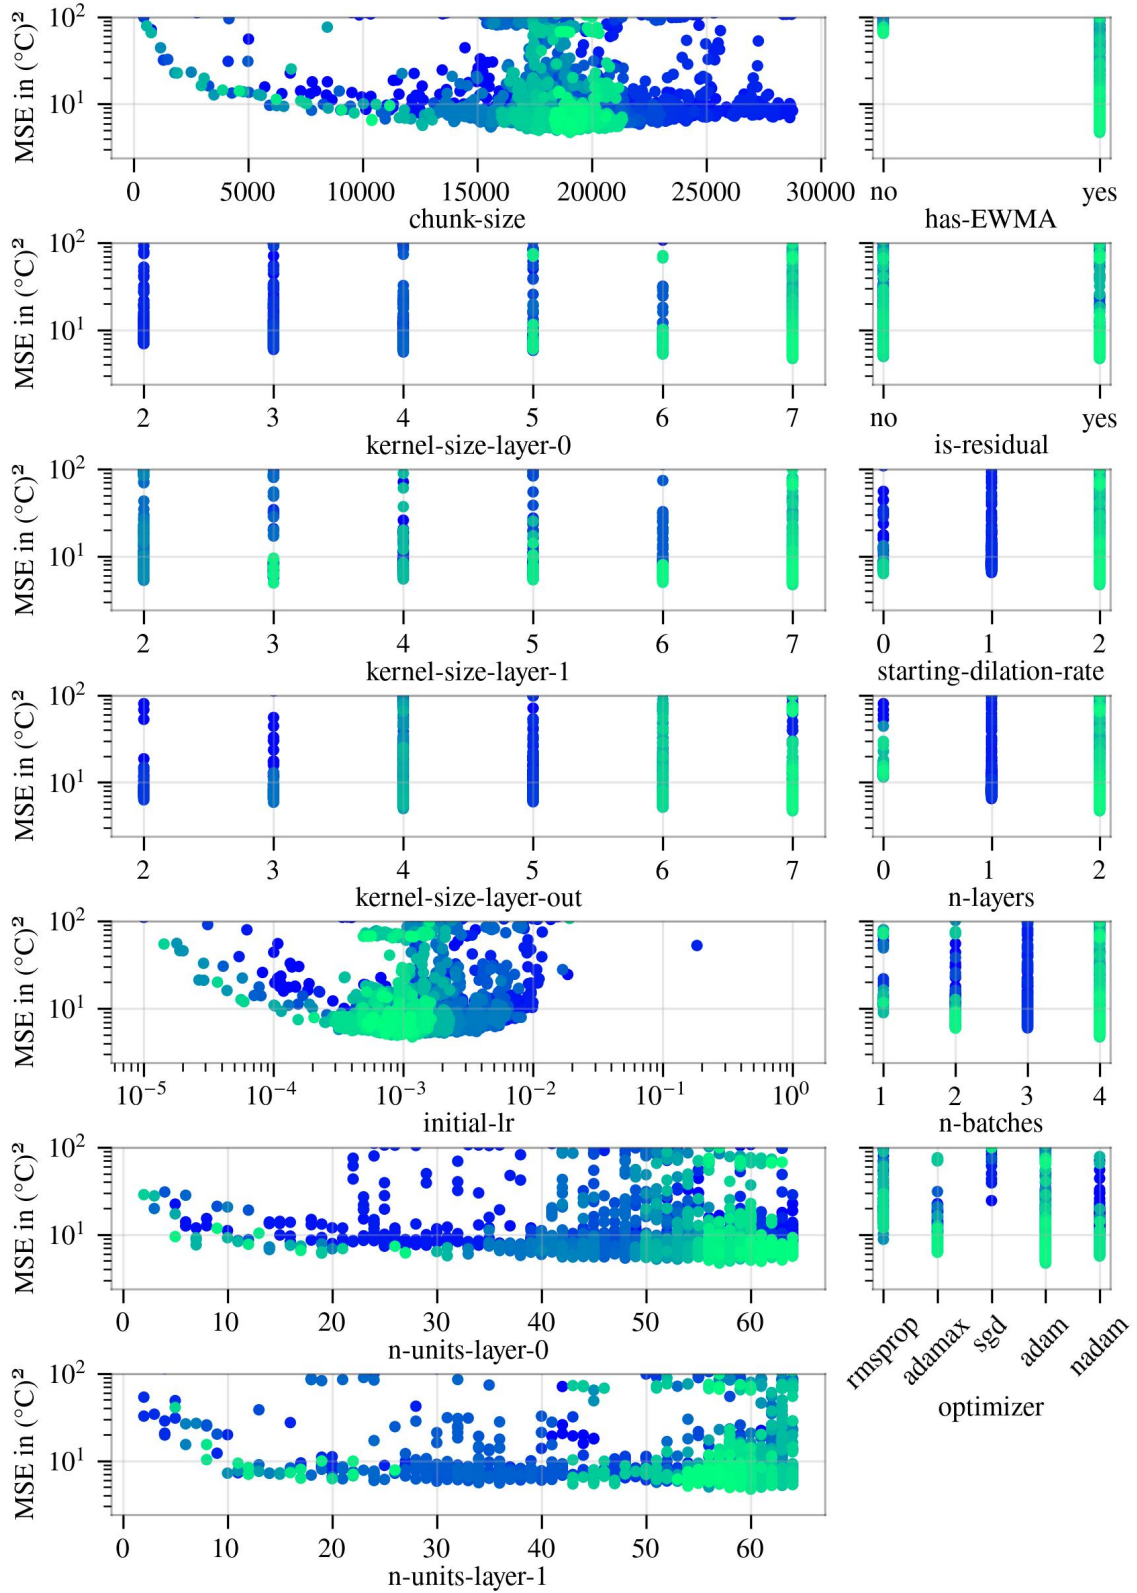 MSE in (°C)²
10²
10¹
0 5000 10000 15000 20000 25000 30000
chunk-size
no yes
has-EWMA
MSE in (°C)²
10²
10¹
2 3 4 5 6 7
kernel-size-layer-0
no yes
is-residual
MSE in (°C)²
10²
10¹
2 3 4 5 6 7
kernel-size-layer-1
0 1 2
starting-dilation-rate
MSE in (°C)²
10²
10¹
2 3 4 5 6 7
kernel-size-layer-out
0 1 2
n-layers
MSE in (°C)²
10²
10¹
10⁻⁵ 10⁻⁴ 10⁻³ 10⁻² 10⁻¹ 10⁰
initial-lr
1 2 3 4
n-batches
MSE in (°C)²
10²
10¹
0 10 20 30 40 50 60
n-units-layer-0
rmsprop adamax sgd adam nadam
optimizer
MSE in (°C)²
10²
10¹
0 10 20 30 40 50 60
n-units-layer-1